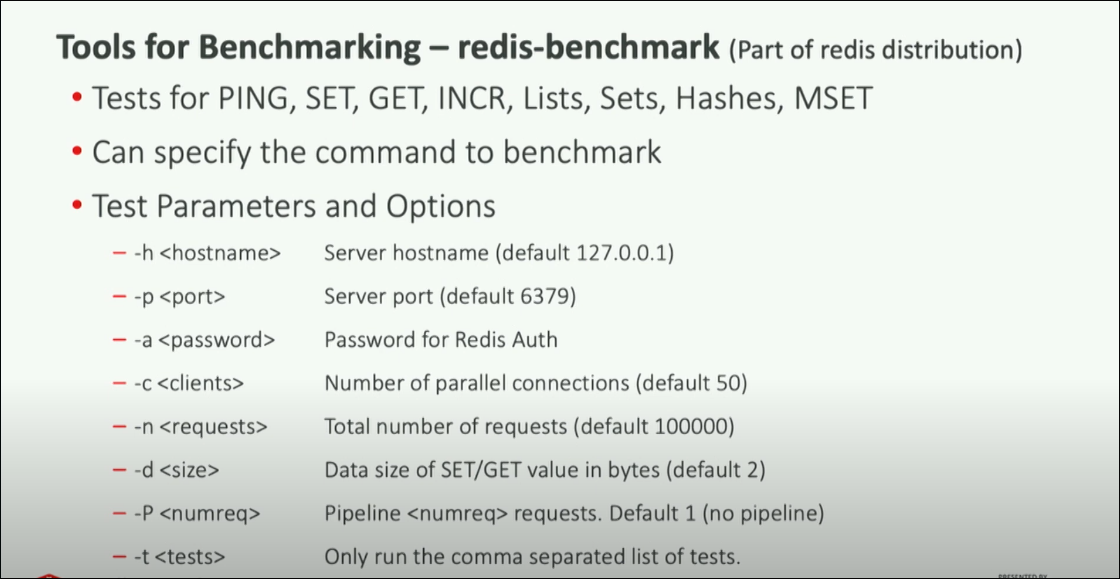 Tools for Benchmarking – redis-benchmark (Part of redis distribution)
• Tests for PING, SET, GET, INCR, Lists, Sets, Hashes, MSET
• Can specify the command to benchmark
• Test Parameters and Options
– -h <hostname> Server hostname (default 127.0.0.1)
– -p <port> Server port (default 6379)
– -a <password> Password for Redis Auth
– -c <clients> Number of parallel connections (default 50)
– -n <requests> Total number of requests (default 100000)
– -d <size> Data size of SET/GET value in bytes (default 2)
– -P <numreq> Pipeline <numreq> requests. Default 1 (no pipeline)
– -t <tests> Only run the comma separated list of tests.
PRESENTED BY